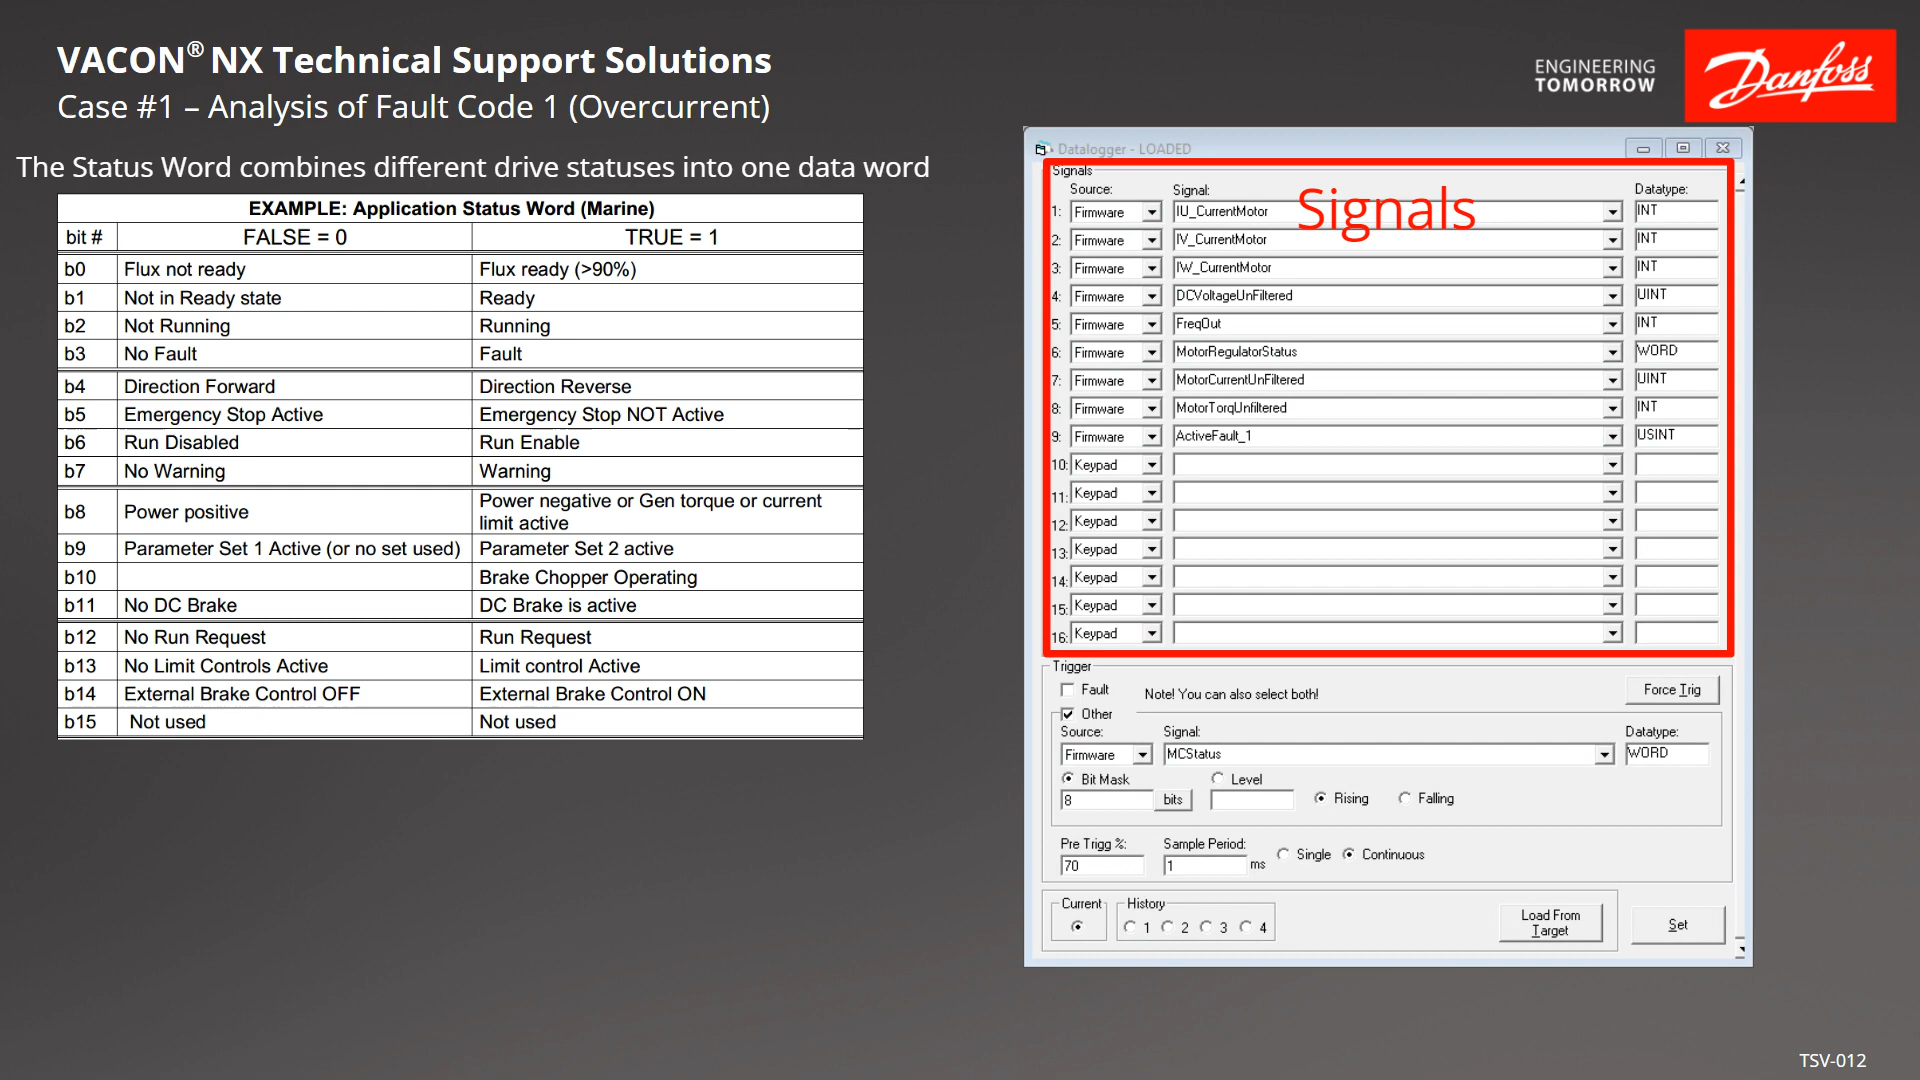 VACON® NX Technical Support Solutions
Case #1 – Analysis of Fault Code 1 (Overcurrent)
ENGINEERING
TOMORROW
Danfoss
The Status Word combines different drive statuses into one data word
EXAMPLE: Application Status Word (Marine)
bit # FALSE = 0 TRUE = 1
b0 Flux not ready Flux ready (>90%)
b1 Not in Ready state Ready
b2 Not Running Running
b3 No Fault Fault
b4 Direction Forward Direction Reverse
b5 Emergency Stop Active Emergency Stop NOT Active
b6 Run Disabled Run Enable
b7 No Warning Warning
b8 Power positive Power negative or Gen torque or current
limit active
b9 Parameter Set 1 Active (or no set used) Parameter Set 2 active
b10 Brake Chopper Operating
b11 No DC Brake DC Brake is active
b12 No Run Request Run Request
b13 No Limit Controls Active Limit control Active
b14 External Brake Control OFF External Brake Control ON
b15 Not used Not used
Datalogger - LOADED
Signals
Source: Signal: Datatype:
Signals
1: Firmware IU_CurrentMotor INT
2: Firmware IV_CurrentMotor INT
3: Firmware IW_CurrentMotor INT
4: Firmware DCVoltageUnFiltered UINT
5: Firmware FreqOut INT
6: Firmware MotorRegulatorStatus WORD
7: Firmware MotorCurrentUnFiltered UINT
8: Firmware MotorTorqUnfiltered INT
9: Firmware ActiveFault_1 USINT
10: Keypad
11: Keypad
12: Keypad
13: Keypad
14: Keypad
15: Keypad
16: Keypad
Trigger
Fault Note! You can also select both! Force Trig
Other
Source: Signal: Datatype:
Firmware MCStatus WORD
Bit Mask Level
8 bits Rising Falling
Pre Trigg %: Sample Period:
70 1 ms Single Continuous
Current History
1 2 3 4
Load From
Target
Set
TSV-012